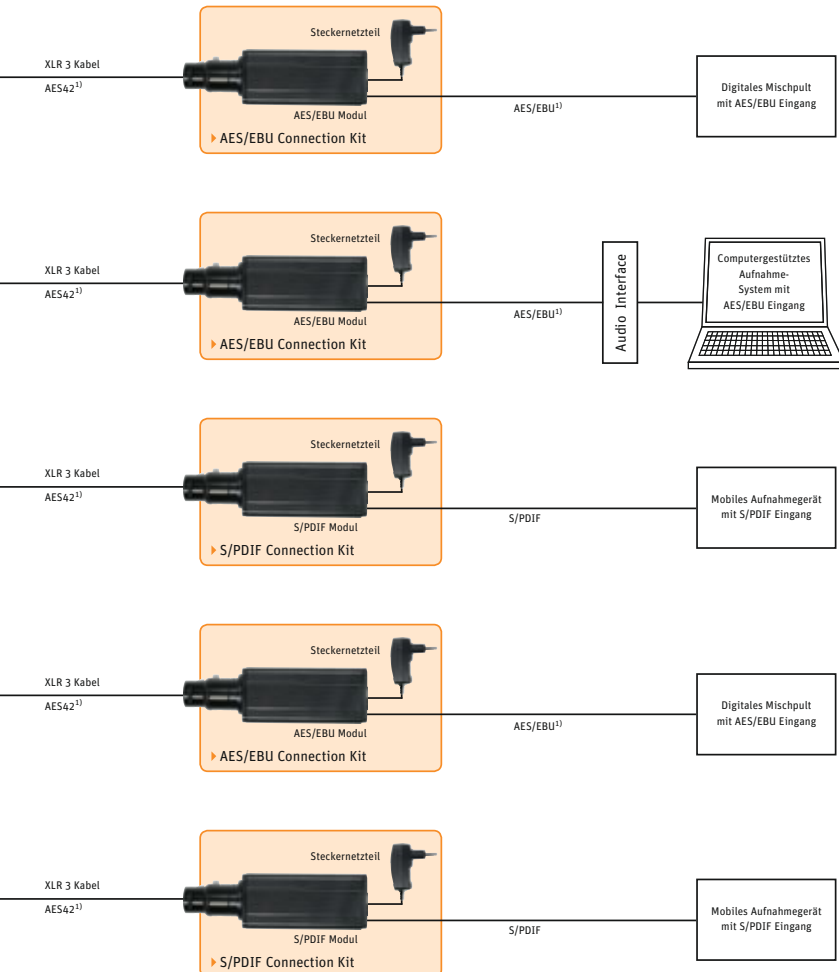 Steckernetzteil
XLR 3 Kabel
AES42¹⁾
AES/EBU Modul
AES/EBU¹⁾
Digitales Mischpult
mit AES/EBU Eingang
AES/EBU Connection Kit
Steckernetzteil
XLR 3 Kabel
AES42¹⁾
AES/EBU Modul
AES/EBU¹⁾
Audio Interface
Computergestütztes
Aufnahme-
System mit
AES/EBU Eingang
AES/EBU Connection Kit
Steckernetzteil
XLR 3 Kabel
AES42¹⁾
S/PDIF Modul
S/PDIF
Mobiles Aufnahmegerät
mit S/PDIF Eingang
S/PDIF Connection Kit
Steckernetzteil
XLR 3 Kabel
AES42¹⁾
AES/EBU Modul
AES/EBU¹⁾
Digitales Mischpult
mit AES/EBU Eingang
AES/EBU Connection Kit
Steckernetzteil
XLR 3 Kabel
AES42¹⁾
S/PDIF Modul
S/PDIF
Mobiles Aufnahmegerät
mit S/PDIF Eingang
S/PDIF Connection Kit